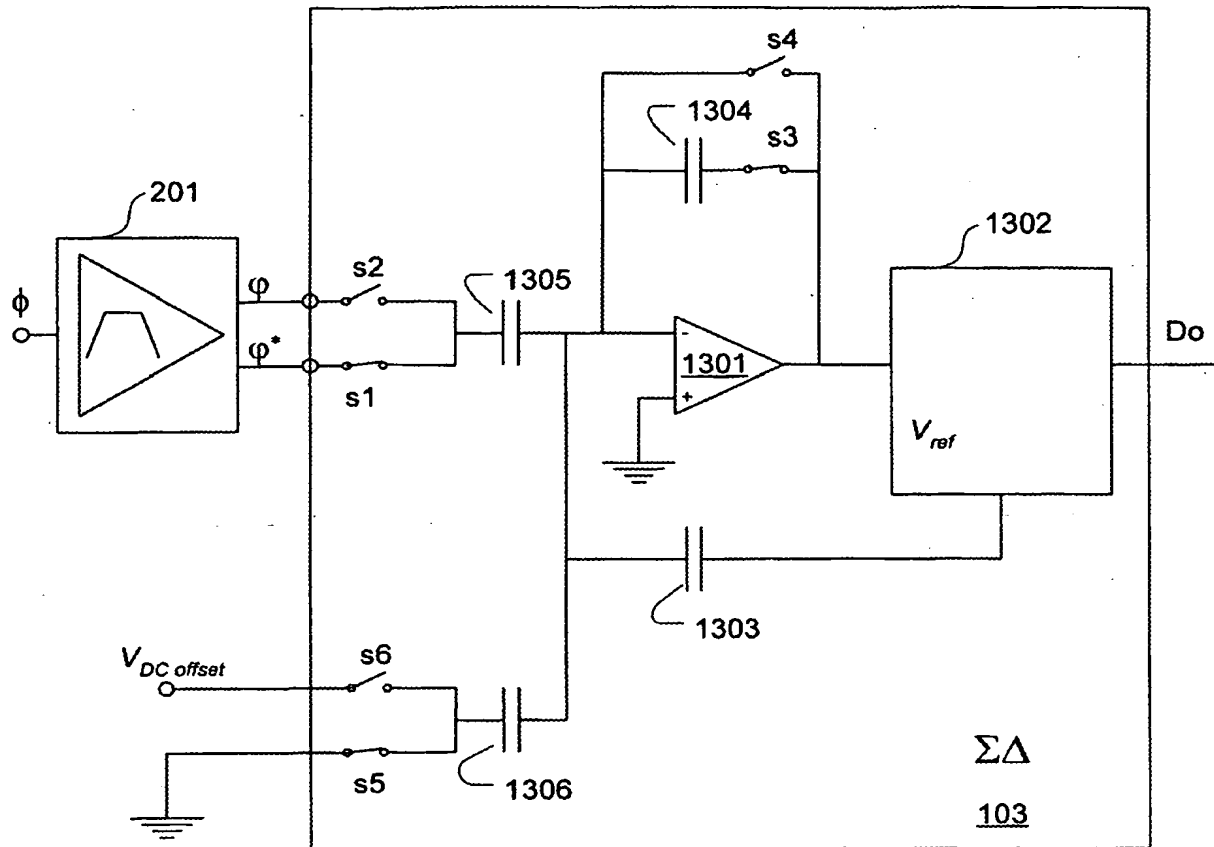 s4
1304
s3
201
1302
ϕ
φ
s2
1305
φ*
s1
1301
-
+
Do
V_ref
1303
V_DC offset
s6
s5
1306
ΣΔ
103